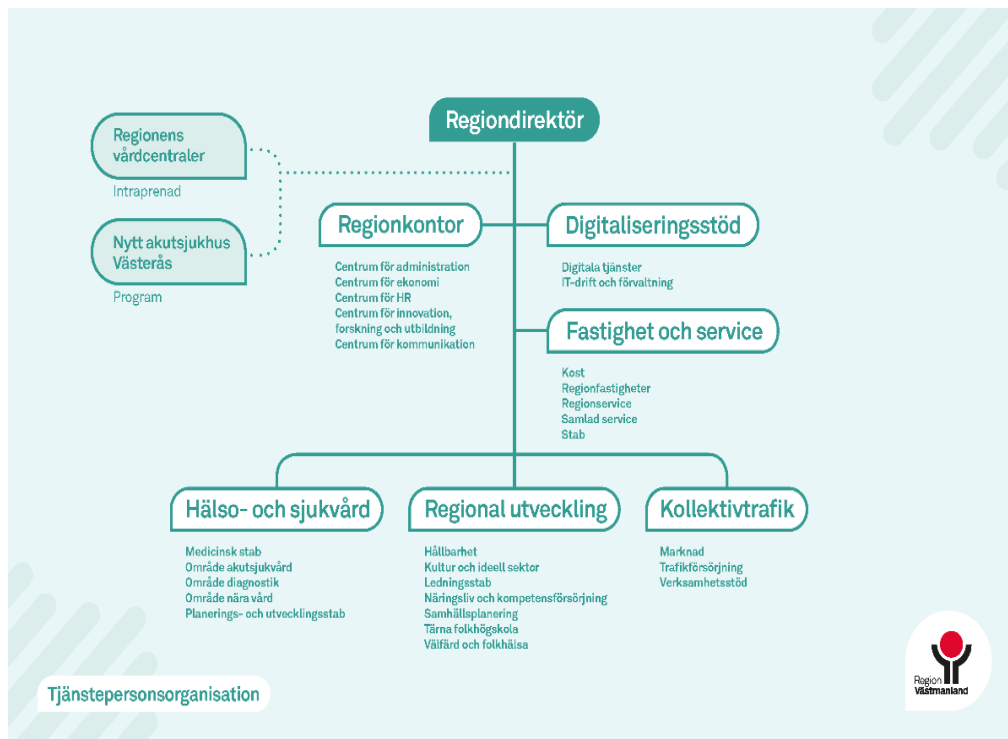 Regiondirektör
Regionens
vårdcentraler
Intraprenad
Nytt akutsjukhus
Västerås
Program
Regionkontor
Centrum för administration
Centrum för ekonomi
Centrum för HR
Centrum för innovation,
forskning och utbildning
Centrum för kommunikation
Digitaliseringsstöd
Digitala tjänster
IT-drift och förvaltning
Fastighet och service
Kost
Regionfastigheter
Regionservice
Samlad service
Stab
Hälso- och sjukvård
Medicinsk stab
Område akutsjukvård
Område diagnostik
Område nära vård
Planerings- och utvecklingsstab
Regional utveckling
Hållbarhet
Kultur och ideell sektor
Ledningsstab
Näringsliv och kompetensförsörjning
Samhällsplanering
Tärna folkhögskola
Välfärd och folkhälsa
Kollektivtrafik
Marknad
Trafikförsörjning
Verksamhetsstöd
Tjänstepersonsorganisation
Region
Västmanland